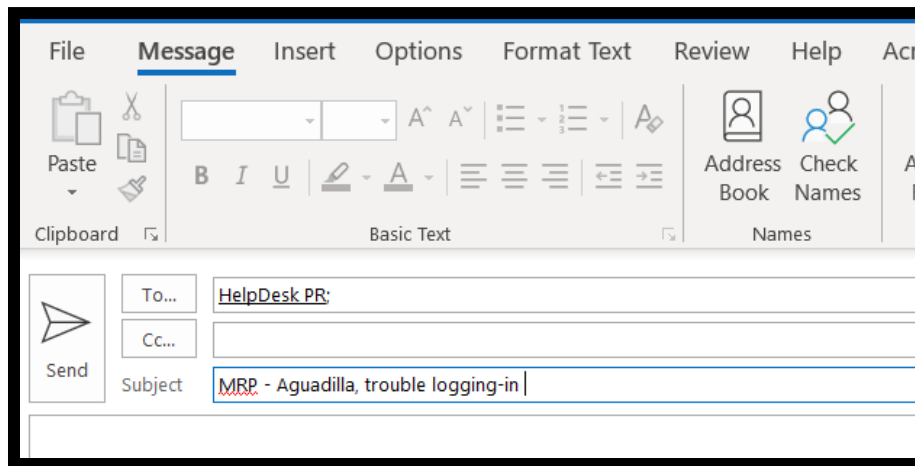 File Message Insert Options Format Text Review Help
Paste
B I U A
Address Book
Check Names
Clipboard Basic Text Names
Send
To... HelpDesk PR;
Cc...
Subject MRP - Aguadilla, trouble logging-in